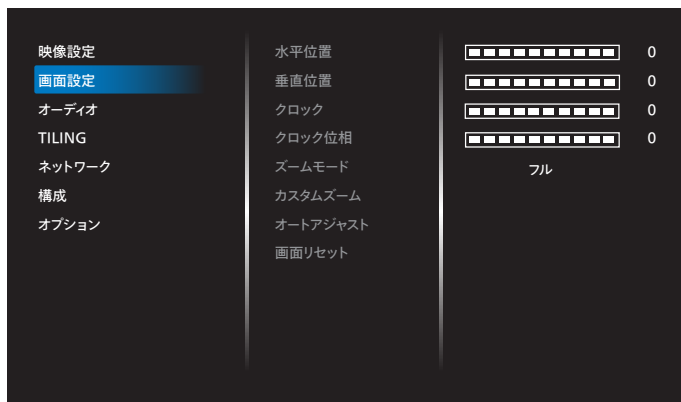 映像設定
画面設定
オーディオ
TILING
ネットワーク
構成
オプション
水平位置 0
垂直位置 0
クロック 0
クロック位相 0
ズームモード フル
カスタムズーム
オートアジャスト
画面リセット